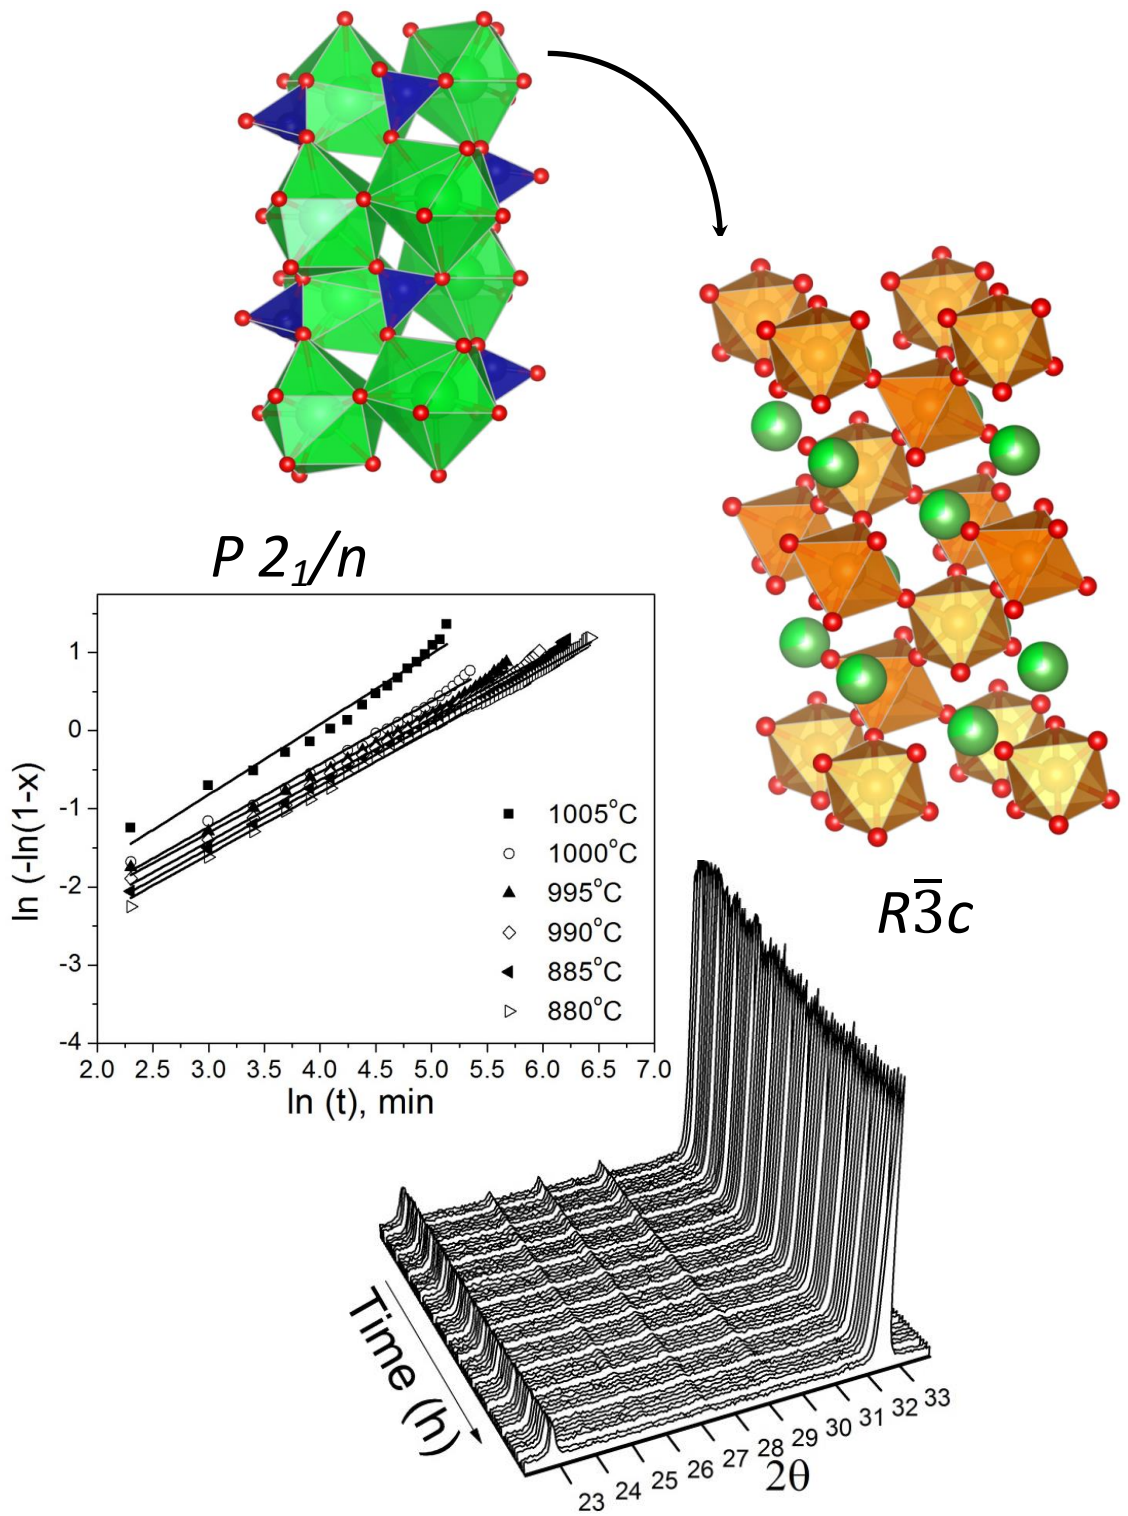 P 2₁/n
ln (-ln(1-x)
1
0
-1
-2
-3
-4
1005°C
1000°C
995°C
990°C
885°C
880°C
2.0 2.5 3.0 3.5 4.0 4.5 5.0 5.5 6.0 6.5 7.0
ln (t), min
R3̅c
Time (h)
23 24 25 26 27 28 29 30 31 32 33
2θ